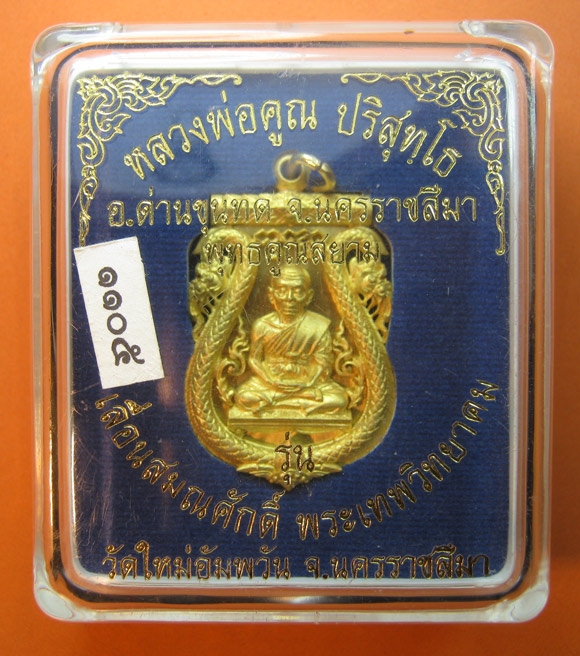 หลวงพ่อคูณ ปริสุทฺโธ
อ.ด่านขุนทด จ.นครราชสีมา
พุทธคูณสยาม
๑๑๐๕
รุ่น
เลื่อนสมณศักดิ์ พระเทพวิทยาคม
วัดใหม่อัมพวัน จ.นครราชสีมา